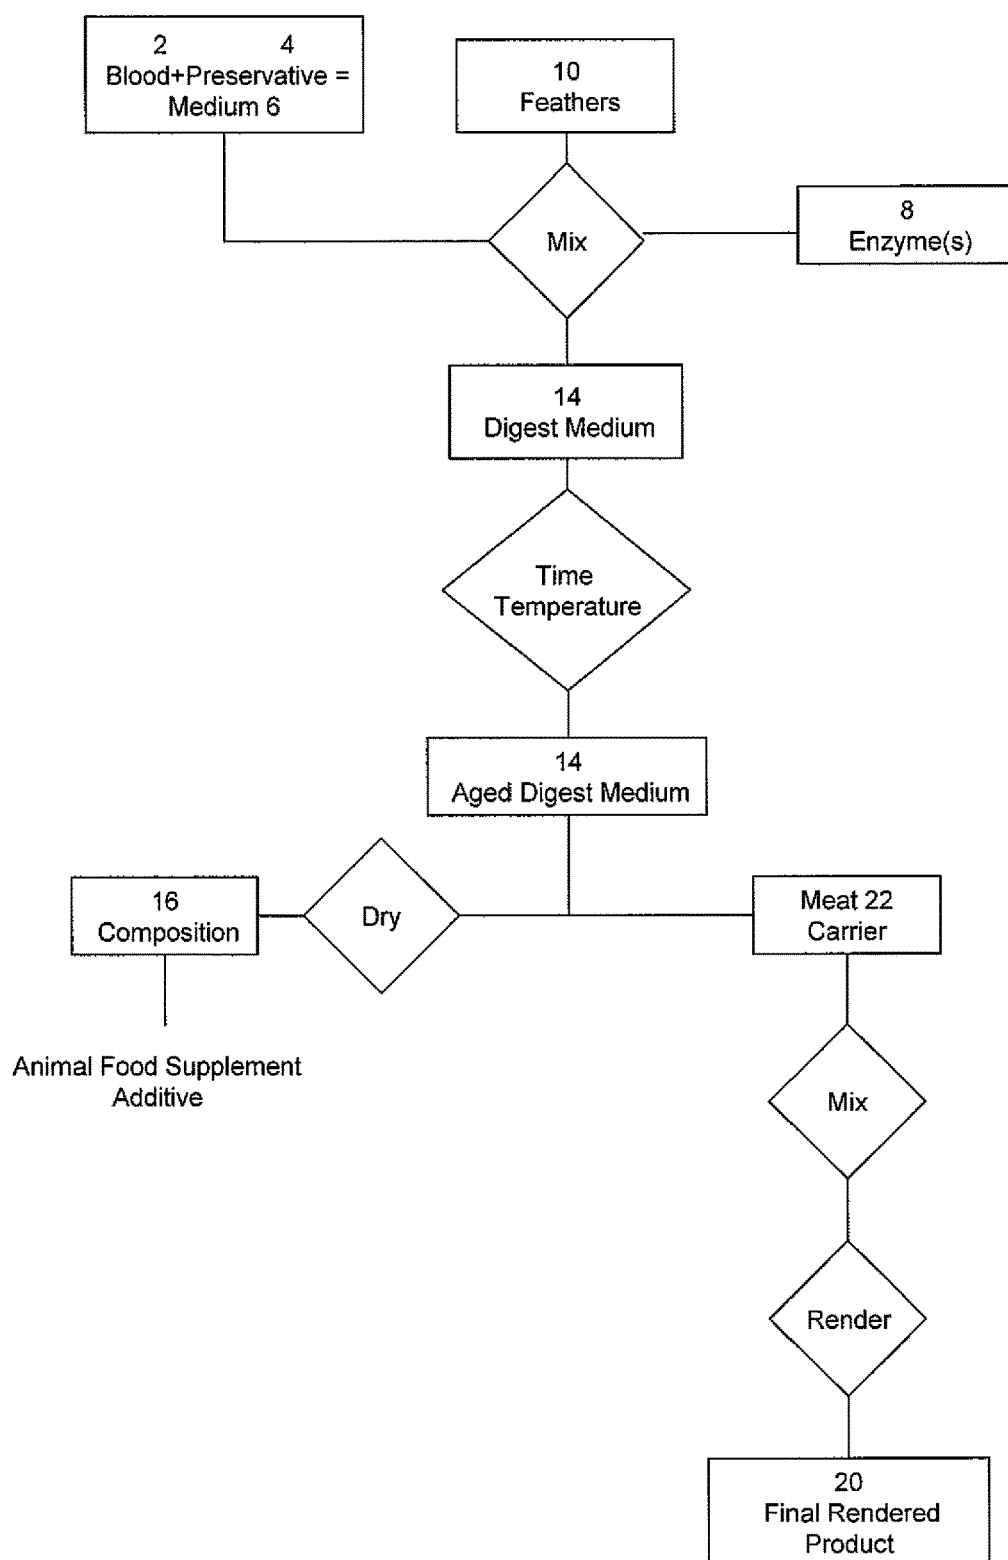 2 4
Blood+Preservative =
Medium 6
10
Feathers
Mix
8
Enzyme(s)
14
Digest Medium
Time
Temperature
14
Aged Digest Medium
16
Composition
Dry
Meat 22
Carrier
Animal Food Supplement
Additive
Mix
Render
20
Final Rendered
Product